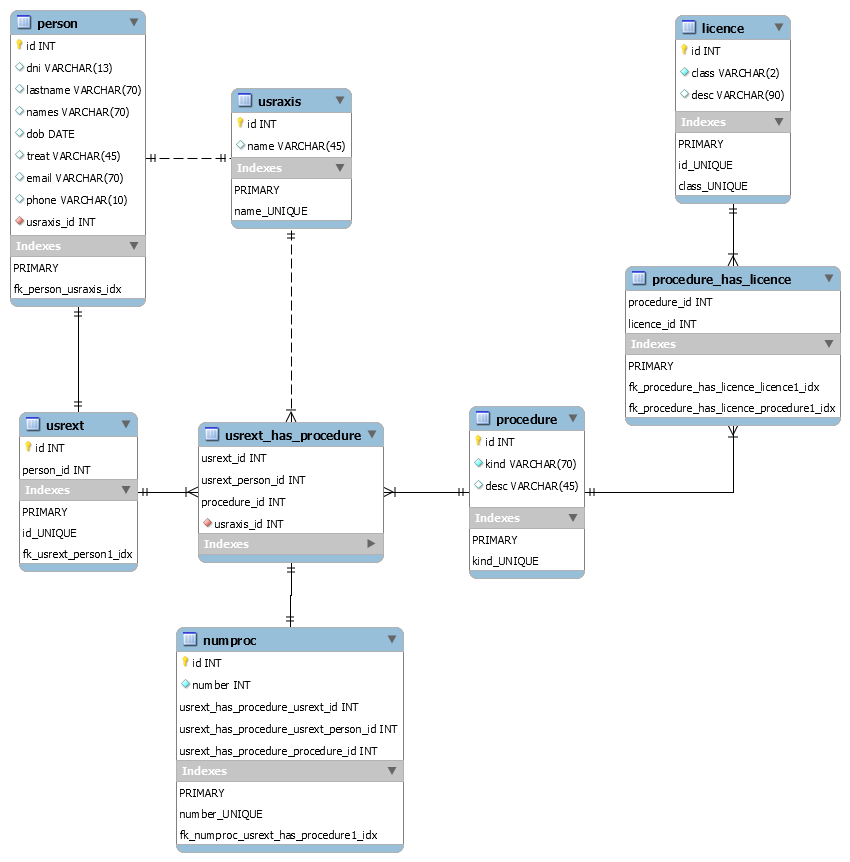 person
id INT
dni VARCHAR(13)
lastname VARCHAR(70)
names VARCHAR(70)
dob DATE
treat VARCHAR(45)
email VARCHAR(70)
phone VARCHAR(10)
usraxis_id INT
Indexes
PRIMARY
fk_person_usraxis_idx
usraxis
id INT
name VARCHAR(45)
Indexes
PRIMARY
name_UNIQUE
licence
id INT
class VARCHAR(2)
desc VARCHAR(90)
Indexes
PRIMARY
id_UNIQUE
class_UNIQUE
procedure_has_licence
procedure_id INT
licence_id INT
Indexes
PRIMARY
fk_procedure_has_licence_licence1_idx
fk_procedure_has_licence_procedure1_idx
usrext
id INT
person_id INT
Indexes
PRIMARY
id_UNIQUE
fk_usrext_person1_idx
usrext_has_procedure
usrext_id INT
usrext_person_id INT
procedure_id INT
usraxis_id INT
Indexes
procedure
id INT
kind VARCHAR(70)
desc VARCHAR(45)
Indexes
PRIMARY
kind_UNIQUE
numproc
id INT
number INT
usrext_has_procedure_usrext_id INT
usrext_has_procedure_usrext_person_id INT
usrext_has_procedure_procedure_id INT
Indexes
PRIMARY
number_UNIQUE
fk_numproc_usrext_has_procedure1_idx